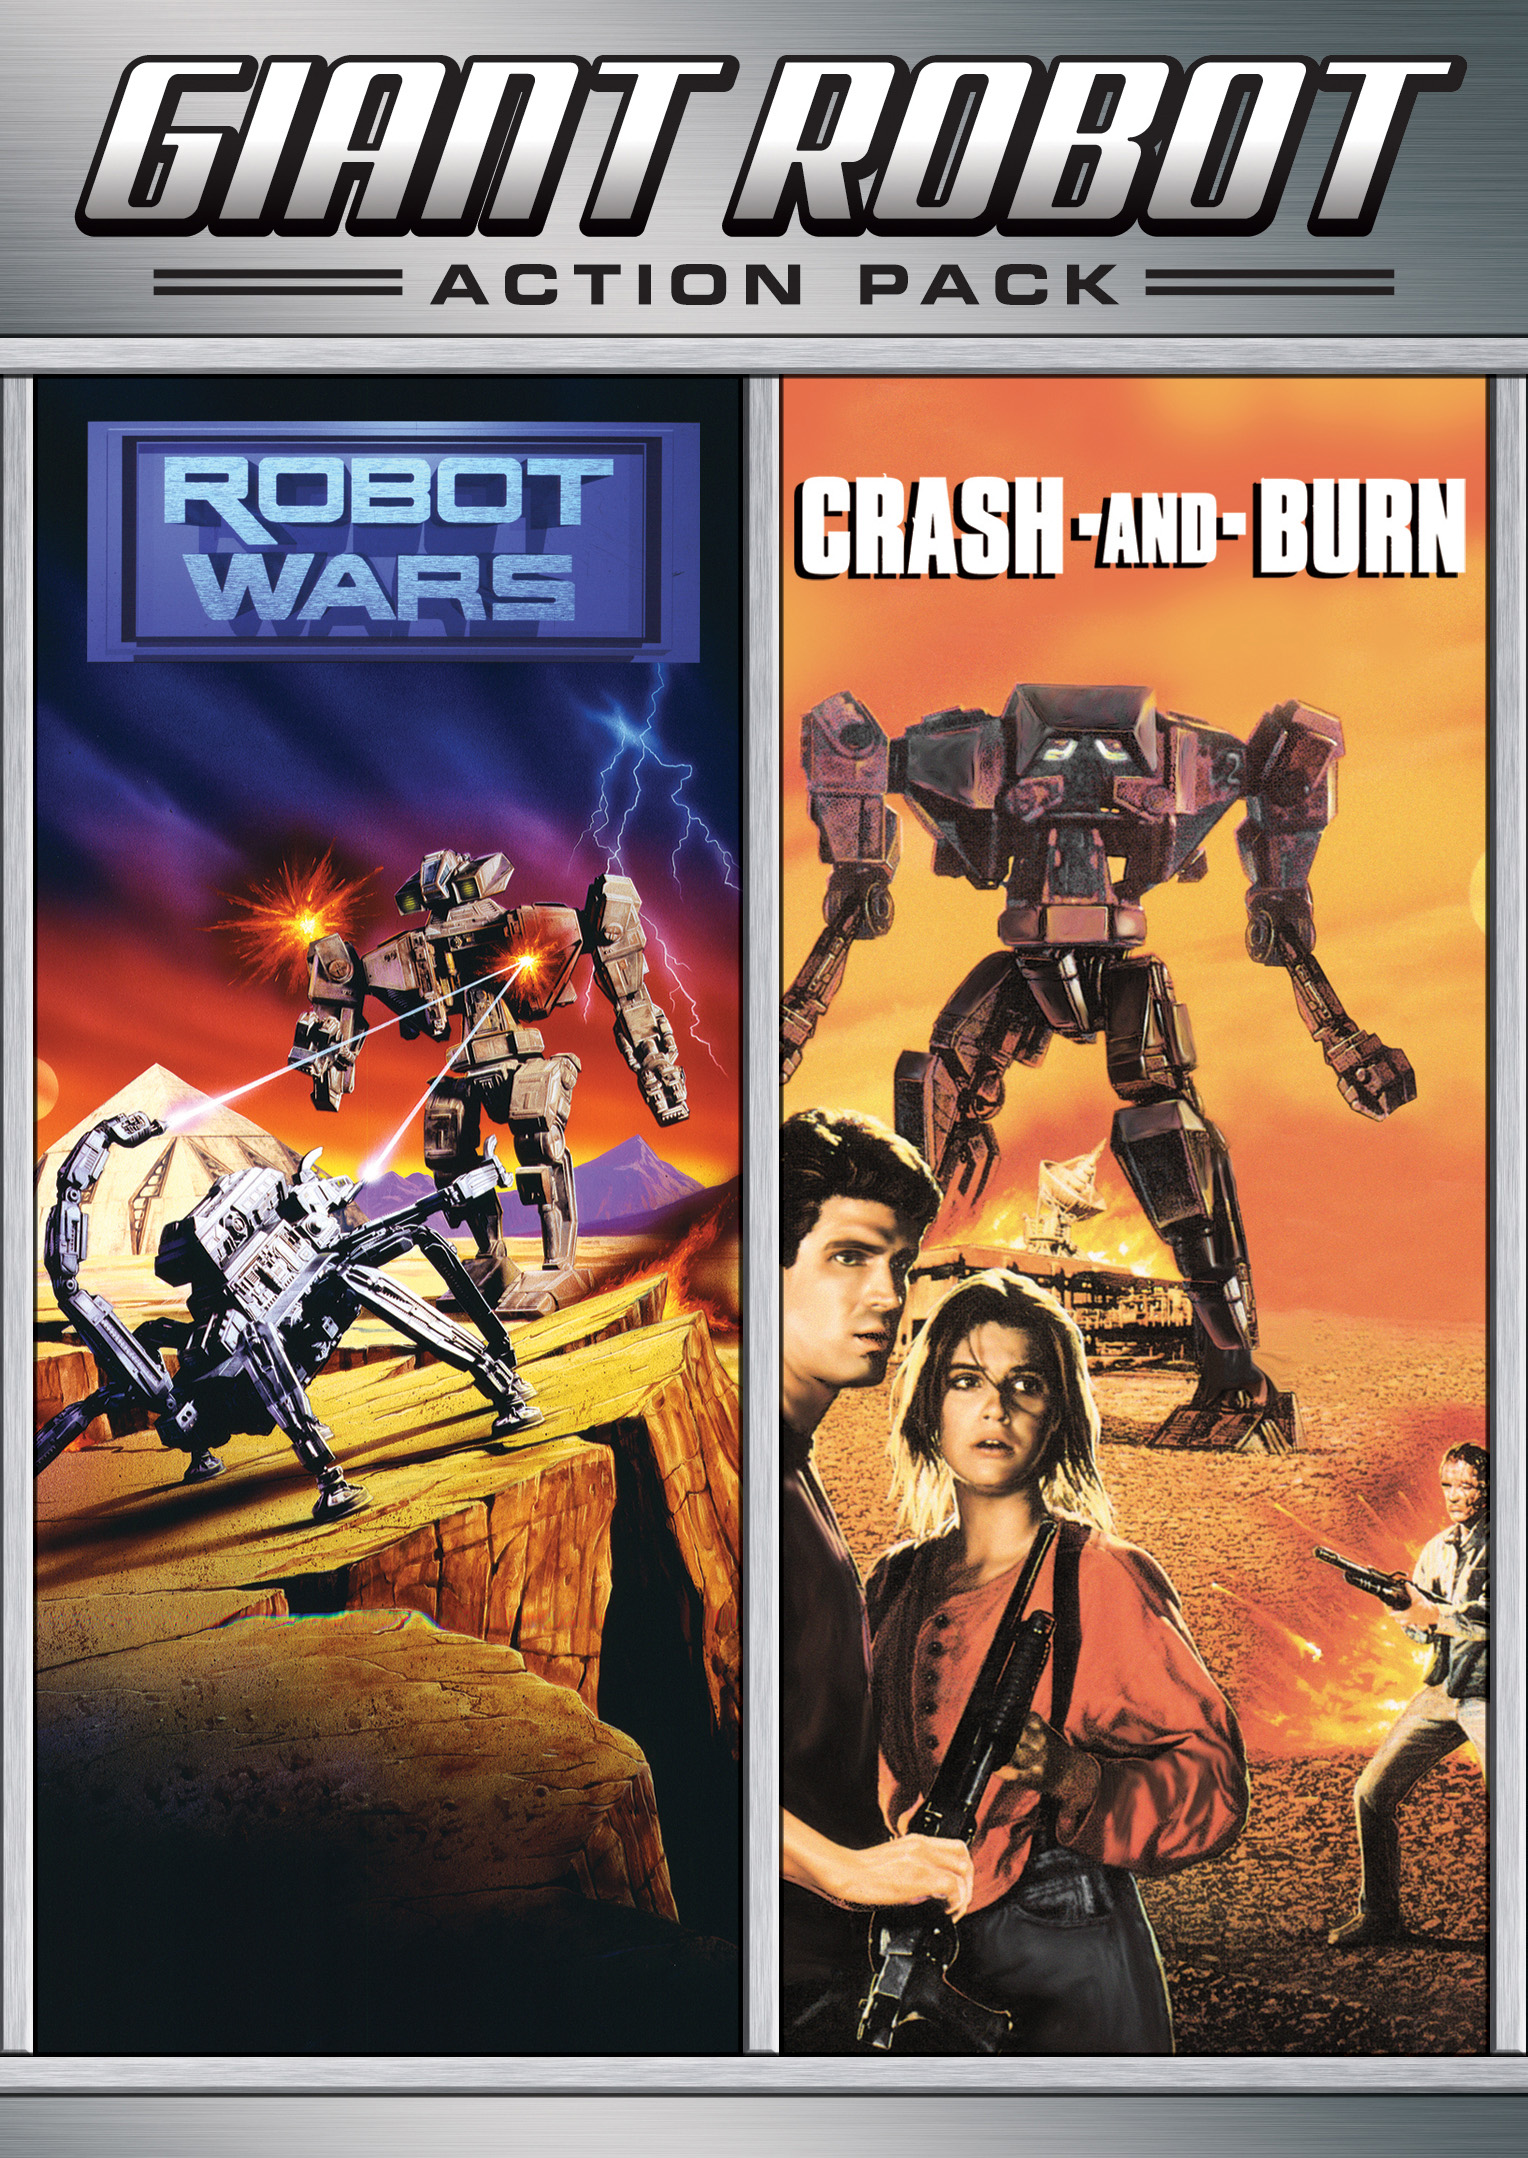 GIANT ROBOT
ACTION PACK
ROBOT
WARS
CRASH-AND-BURN